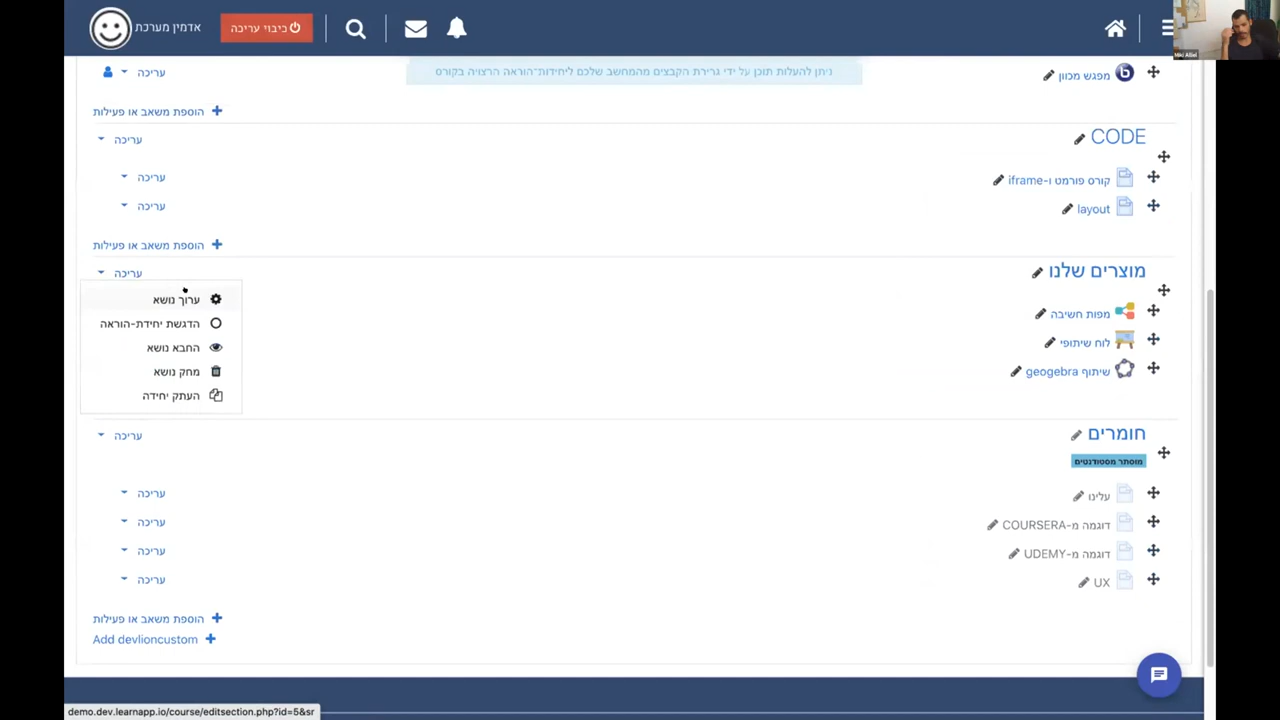 אדמין מערכת
כיבוי עריכה
Miki Alliel
ניתן להעלות תוכן על ידי גרירת הקבצים מהמחשב שלכם ליחידות־הוראה הרצויה בקורס
מפגש מכוון
עריכה
הוספת משאב או פעילות
CODE
עריכה
קורס פורמט ו-iframe
עריכה
layout
עריכה
הוספת משאב או פעילות
מוצרים שלנו
עריכה
ערוך נושא
הדגשת יחידת-הוראה
החבא נושא
מחק נושא
העתק יחידה
מפות חשיבה
לוח שיתופי
שיתוף geogebra
חומרים
עריכה
מוסתר מסטודנטים
עלינו
עריכה
דוגמה מ-COURSERA
עריכה
דוגמה מ-UDEMY
עריכה
UX
עריכה
הוספת משאב או פעילות
Add devlioncustom
demo.dev.learnapp.io/course/editsection.php?id=5&sr